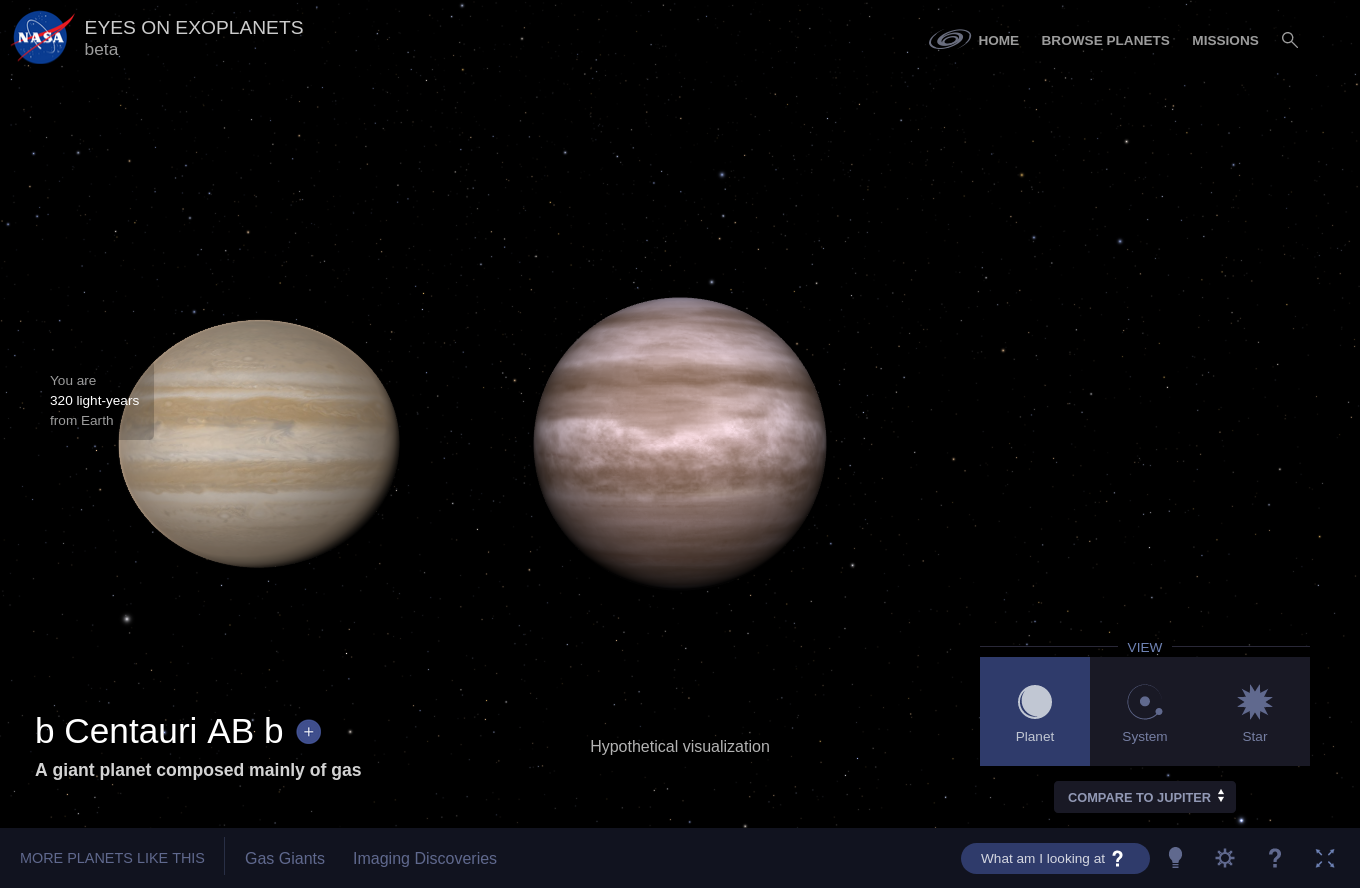 NASA
EYES ON EXOPLANETS
beta
HOME
BROWSE PLANETS
MISSIONS
You are
320 light-years
from Earth
b Centauri AB b +
A giant planet composed mainly of gas
Hypothetical visualization
VIEW
Planet
System
Star
COMPARE TO JUPITER
MORE PLANETS LIKE THIS
Gas Giants
Imaging Discoveries
What am I looking at ?
?